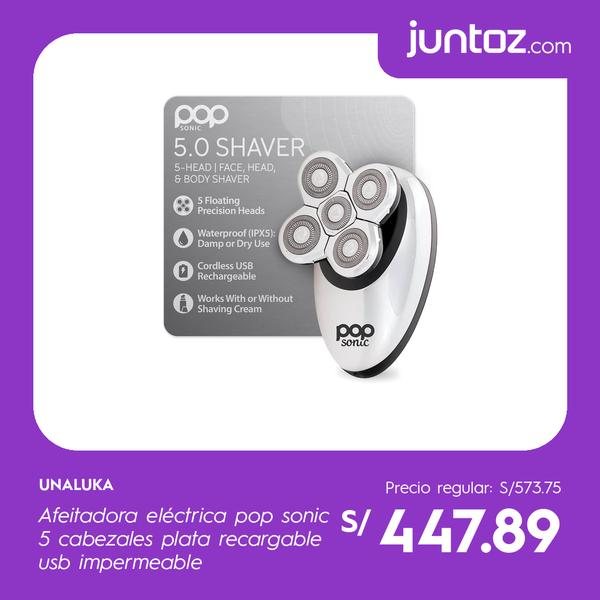 juntoz.com
pop
SONIC
5.0 SHAVER
5-HEAD | FACE, HEAD,
& BODY SHAVER
5 Floating
Precision Heads
Waterproof (IPX5):
Damp or Dry Use
Cordless USB
Rechargeable
Works With or Without
Shaving Cream
pop
sonic
UNALUKA
Afeitadora eléctrica pop sonic
5 cabezales plata recargable
usb impermeable
Precio regular: S/573.75
S/ 447.89